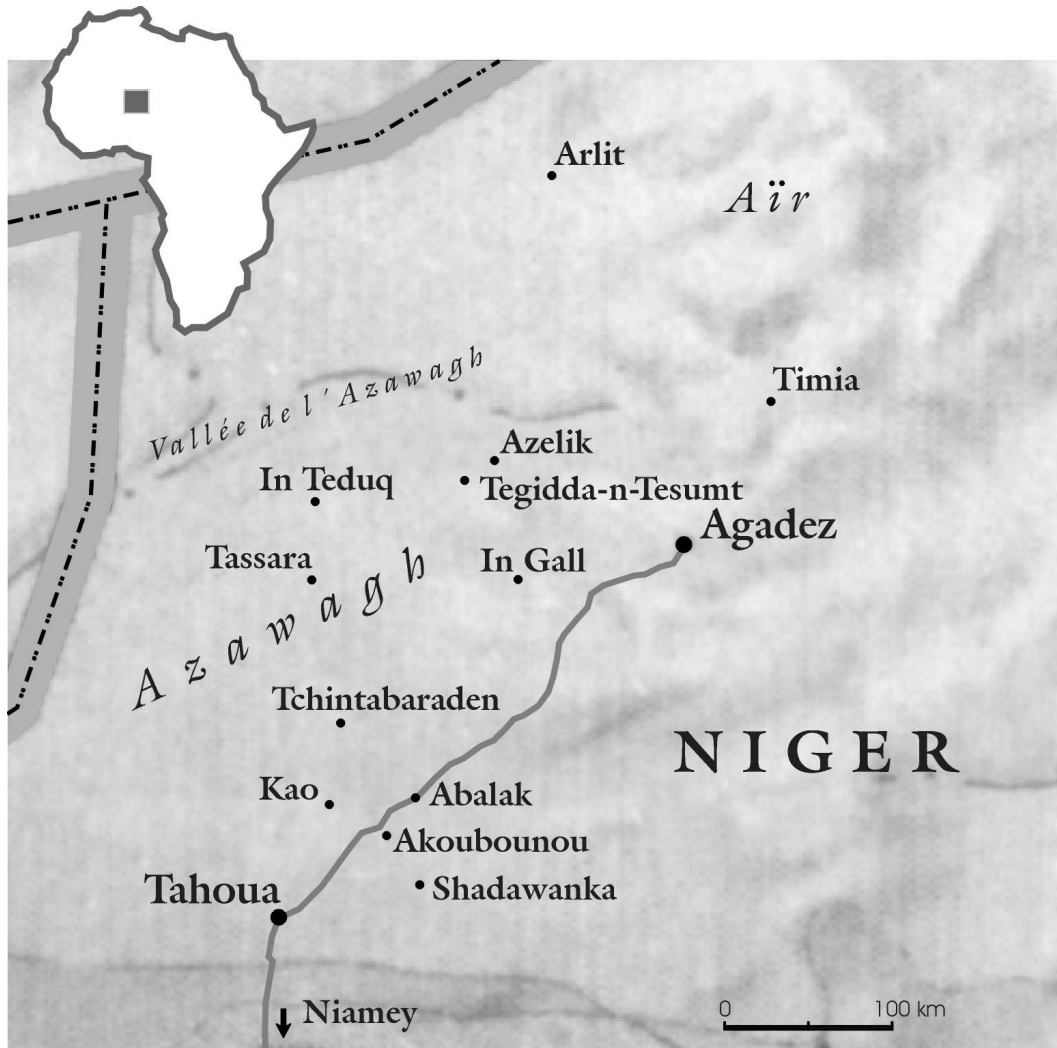 Arlit
Aïr
Timia
Vallée de l'Azawagh
Azelik
In Teduq
Tegidda-n-Tesumt
Agadez
Tassara
In Gall
Azawagh
Tchintabaraden
NIGER
Kao
Abalak
Akoubounou
Tahoua
Shadawanka
Niamey
0 100 km